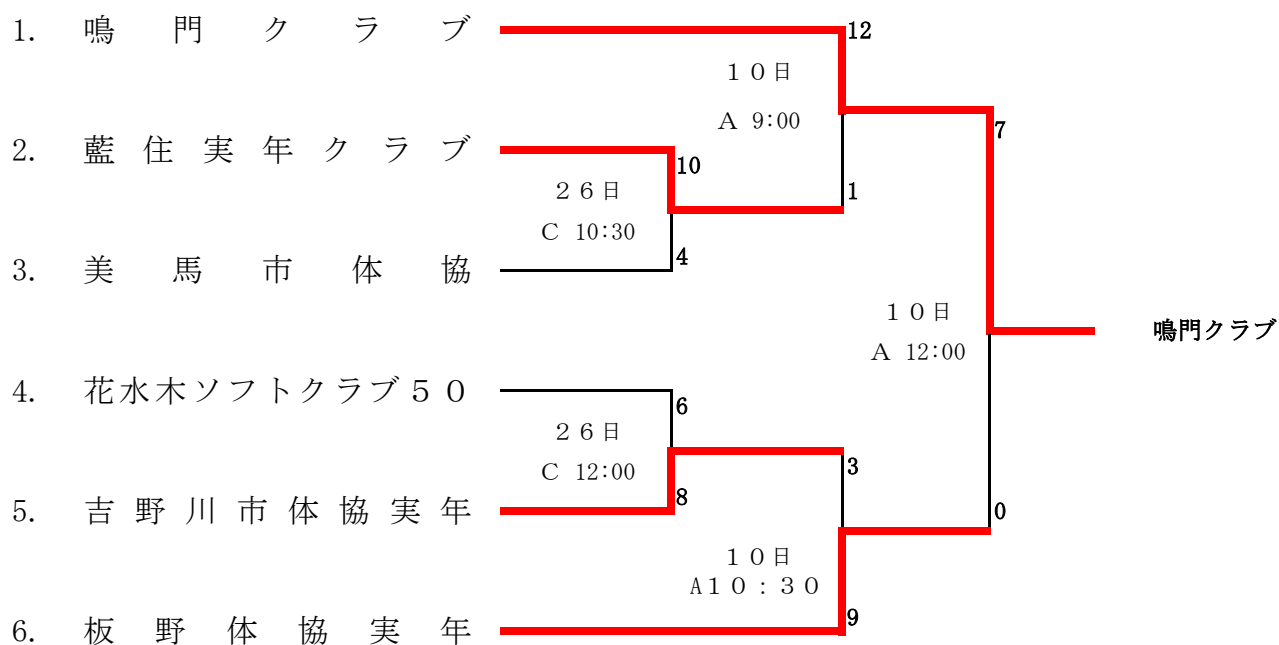 1. 鳴門クラブ
12
１０日
A 9:00
7
2. 藍住実年クラブ
10
２６日
C 10:30
1
4
3. 美馬市体協
１０日
A 12:00
鳴門クラブ
4. 花水木ソフトクラブ５０
6
２６日
C 12:00
3
8
5. 吉野川市体協実年
0
１０日
A１０：３０
9
6. 板野体協実年